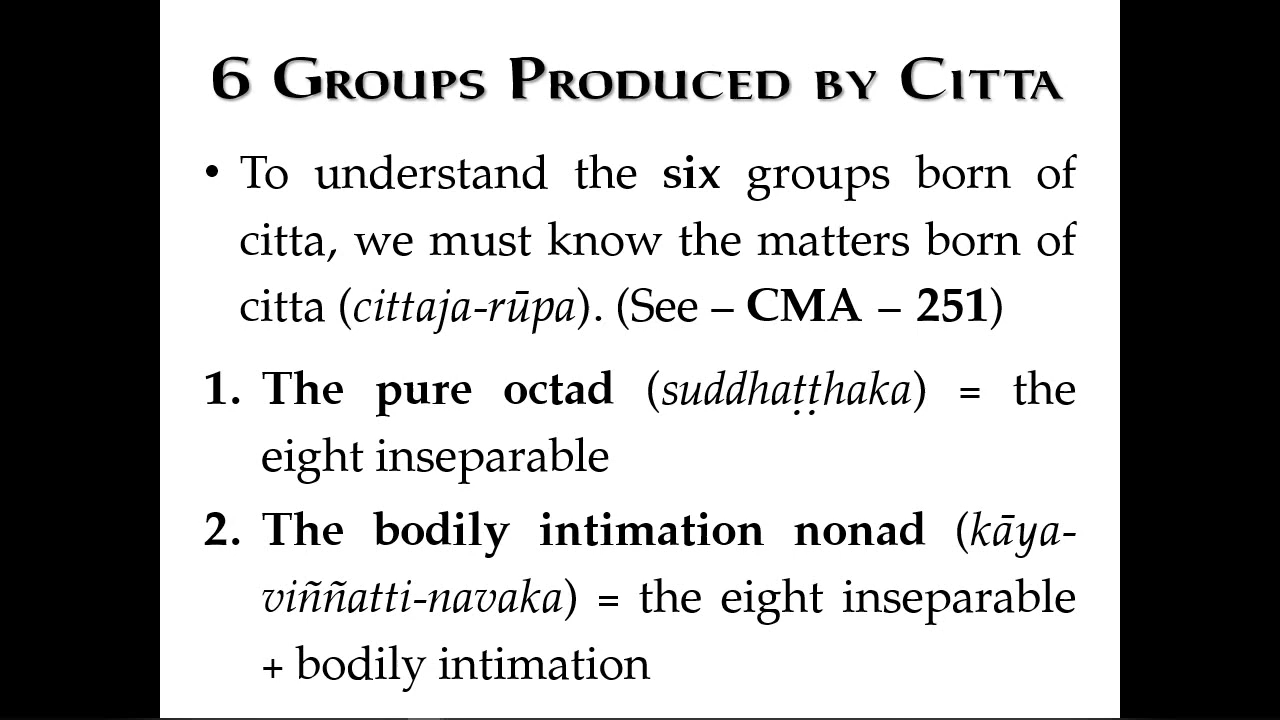 6 Groups Produced by Citta
• To understand the six groups born of
citta, we must know the matters born of
citta (cittaja-rūpa). (See – CMA – 251)
1. The pure octad (suddhaṭṭhaka) = the
eight inseparable
2. The bodily intimation nonad (kāya-
viññatti-navaka) = the eight inseparable
+ bodily intimation